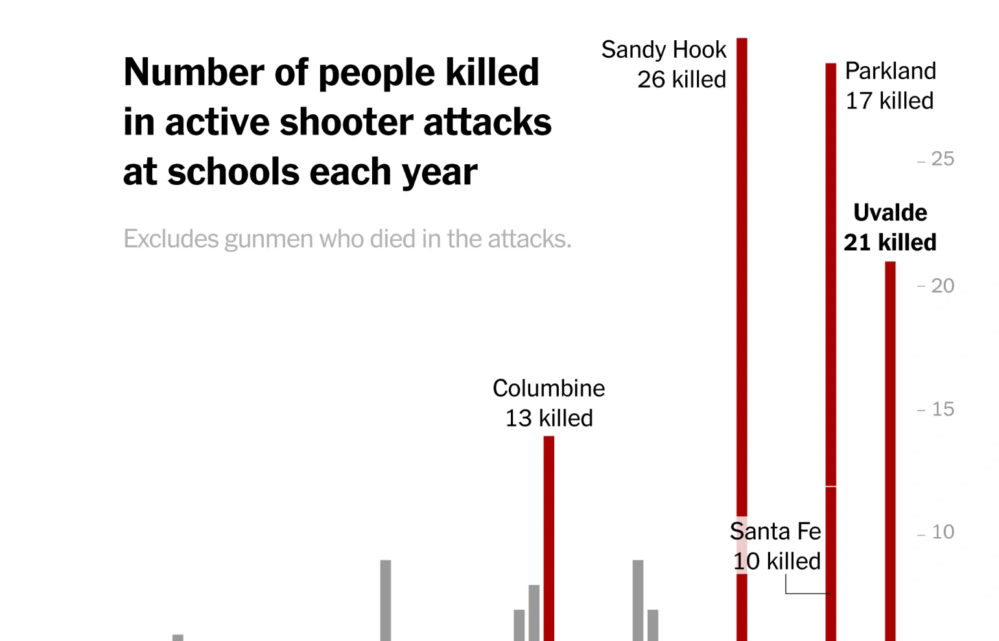 Number of people killed
in active shooter attacks
at schools each year
Excludes gunmen who died in the attacks.
Sandy Hook
26 killed
Parkland
17 killed
– 25
Uvalde
21 killed
– 20
Columbine
13 killed
– 15
Santa Fe
10 killed
– 10